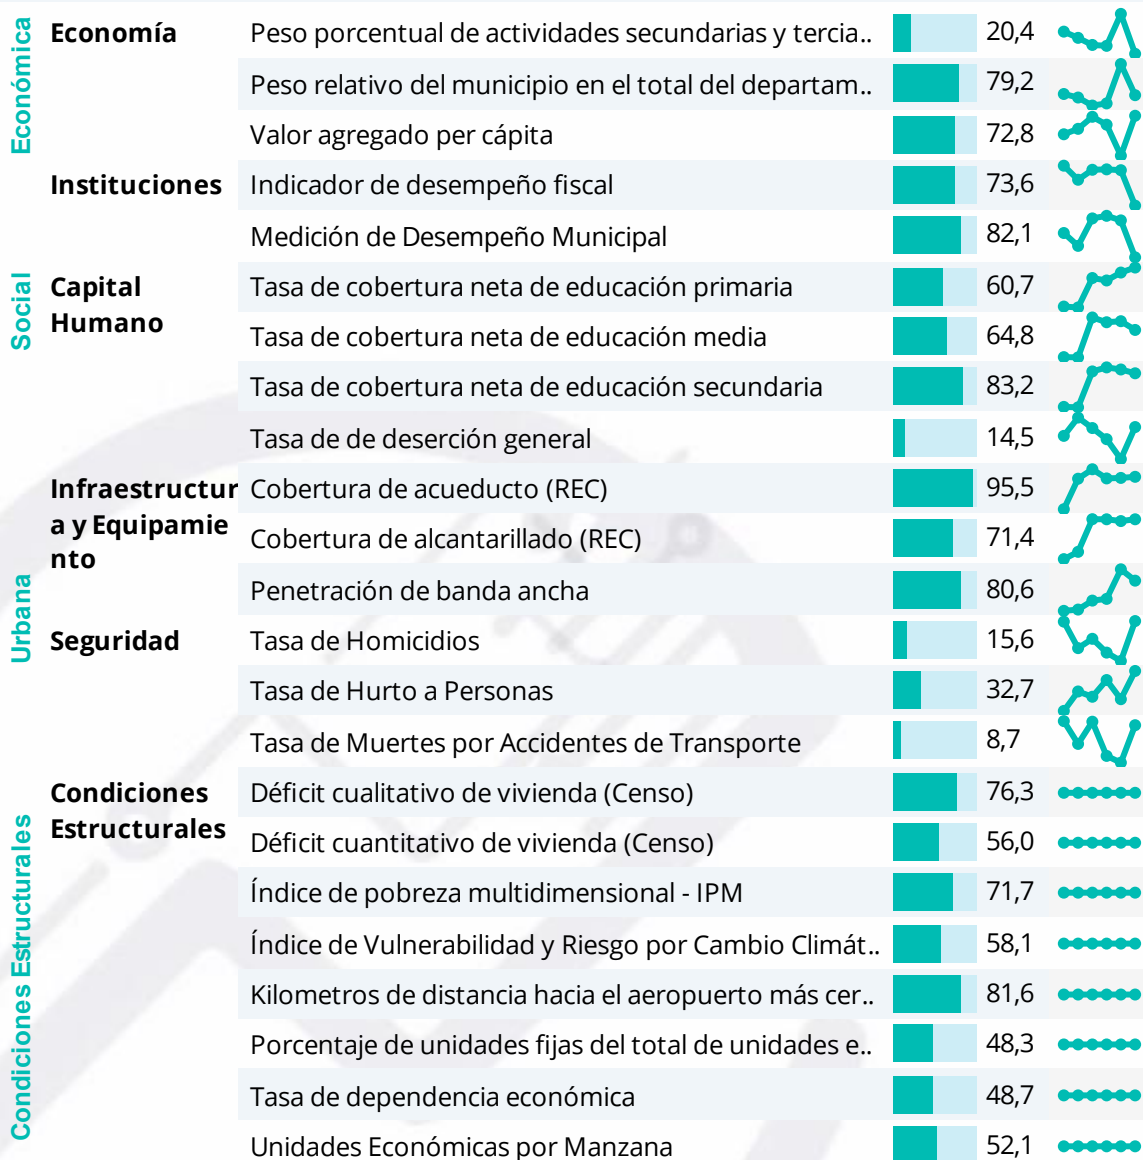 Económica
Economía
Peso porcentual de actividades secundarias y tercia.. 20,4
Peso relativo del municipio en el total del departam.. 79,2
Valor agregado per cápita 72,8
Instituciones
Indicador de desempeño fiscal 73,6
Medición de Desempeño Municipal 82,1
Social
Capital
Humano
Tasa de cobertura neta de educación primaria 60,7
Tasa de cobertura neta de educación media 64,8
Tasa de cobertura neta de educación secundaria 83,2
Tasa de de deserción general 14,5
Urbana
Infraestructur
a y Equipamie
nto
Cobertura de acueducto (REC) 95,5
Cobertura de alcantarillado (REC) 71,4
Penetración de banda ancha 80,6
Seguridad
Tasa de Homicidios 15,6
Tasa de Hurto a Personas 32,7
Tasa de Muertes por Accidentes de Transporte 8,7
Condiciones Estructurales
Condiciones
Estructurales
Déficit cualitativo de vivienda (Censo) 76,3
Déficit cuantitativo de vivienda (Censo) 56,0
Índice de pobreza multidimensional - IPM 71,7
Índice de Vulnerabilidad y Riesgo por Cambio Climát.. 58,1
Kilometros de distancia hacia el aeropuerto más cer.. 81,6
Porcentaje de unidades fijas del total de unidades e.. 48,3
Tasa de dependencia económica 48,7
Unidades Económicas por Manzana 52,1